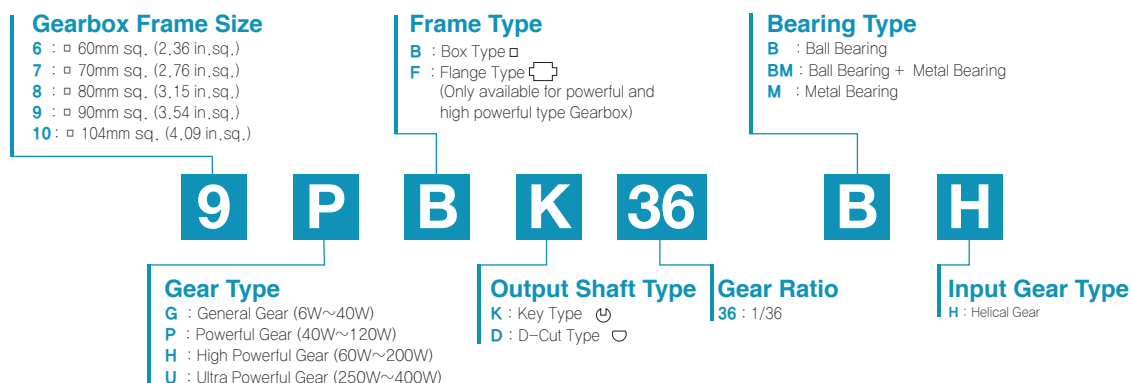 Gearbox Frame Size
6 : □ 60mm sq. (2.36 in.sq.)
7 : □ 70mm sq. (2.76 in.sq.)
8 : □ 80mm sq. (3.15 in.sq.)
9 : □ 90mm sq. (3.54 in.sq.)
10 : □ 104mm sq. (4.09 in.sq.)
Frame Type
B : Box Type □
F : Flange Type
(Only available for powerful and
high powerful type Gearbox)
Bearing Type
B : Ball Bearing
BM : Ball Bearing + Metal Bearing
M : Metal Bearing
9 P B K 36 B H
Gear Type
G : General Gear (6W~40W)
P : Powerful Gear (40W~120W)
H : High Powerful Gear (60W~200W)
U : Ultra Powerful Gear (250W~400W)
Output Shaft Type
K : Key Type
D : D-Cut Type
Gear Ratio
36 : 1/36
Input Gear Type
H : Helical Gear